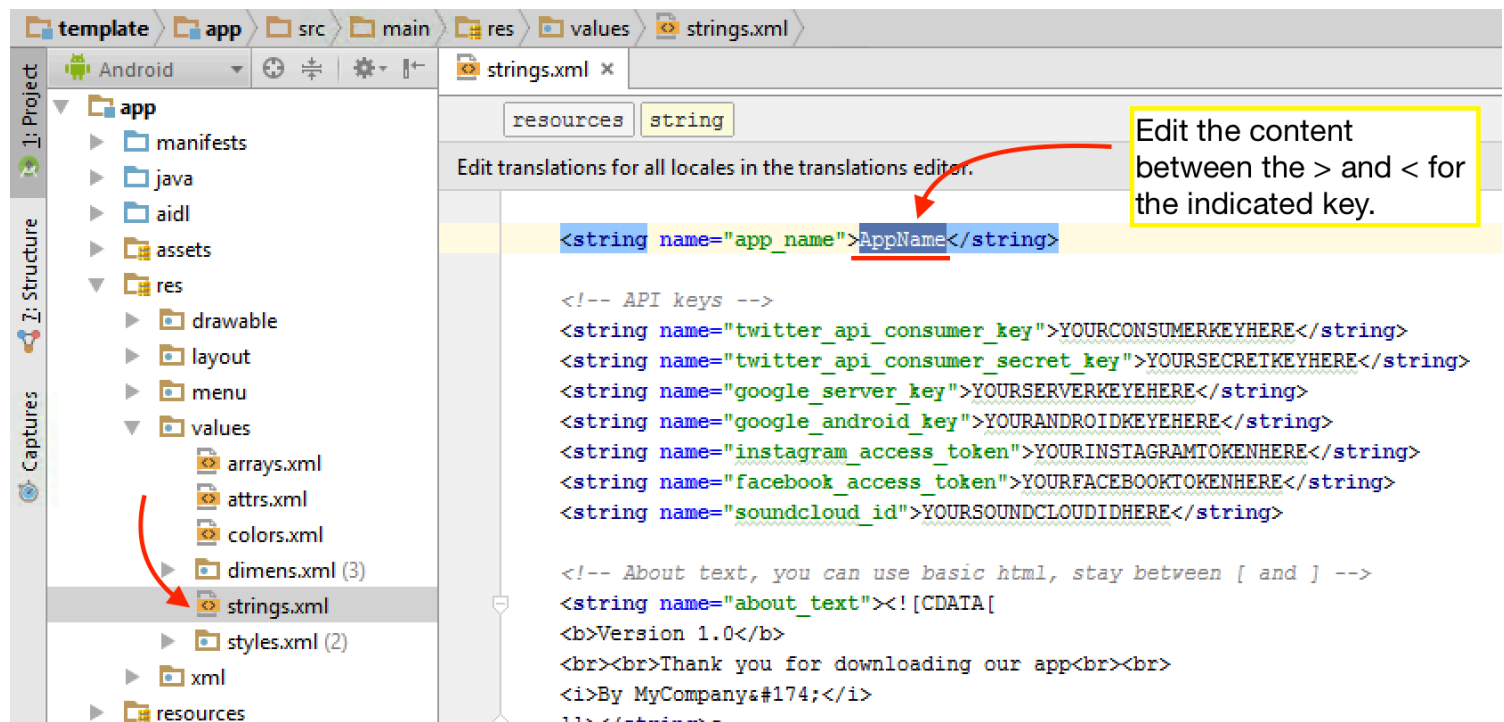 template app src main res values strings.xml
1: Project
7: Structure
Captures
Android
app
manifests
java
aidl
assets
res
drawable
layout
menu
values
arrays.xml
attrs.xml
colors.xml
dimens.xml (3)
strings.xml
styles.xml (2)
xml
resources
strings.xml
resources string
Edit translations for all locales in the translations editor.
Edit the content
between the > and < for
the indicated key.
<string name="app_name">AppName</string>
<!-- API keys -->
<string name="twitter_api_consumer_key">YOURCONSUMERKEYHERE</string>
<string name="twitter_api_consumer_secret_key">YOURSECRETKEYHERE</string>
<string name="google_server_key">YOURSERVERKEYEHERE</string>
<string name="google_android_key">YOURANDROIDKEYEHERE</string>
<string name="instagram_access_token">YOURINSTAGRAMTOKENHERE</string>
<string name="facebook_access_token">YOURFACEBOOKTOKENHERE</string>
<string name="soundcloud_id">YOURSOUNDCLOUDIDHERE</string>
<!-- About text, you can use basic html, stay between [ and ] -->
<string name="about_text"><![CDATA[
<b>Version 1.0</b>
<br><br>Thank you for downloading our app<br><br>
<i>By MyCompany&#174;</i>